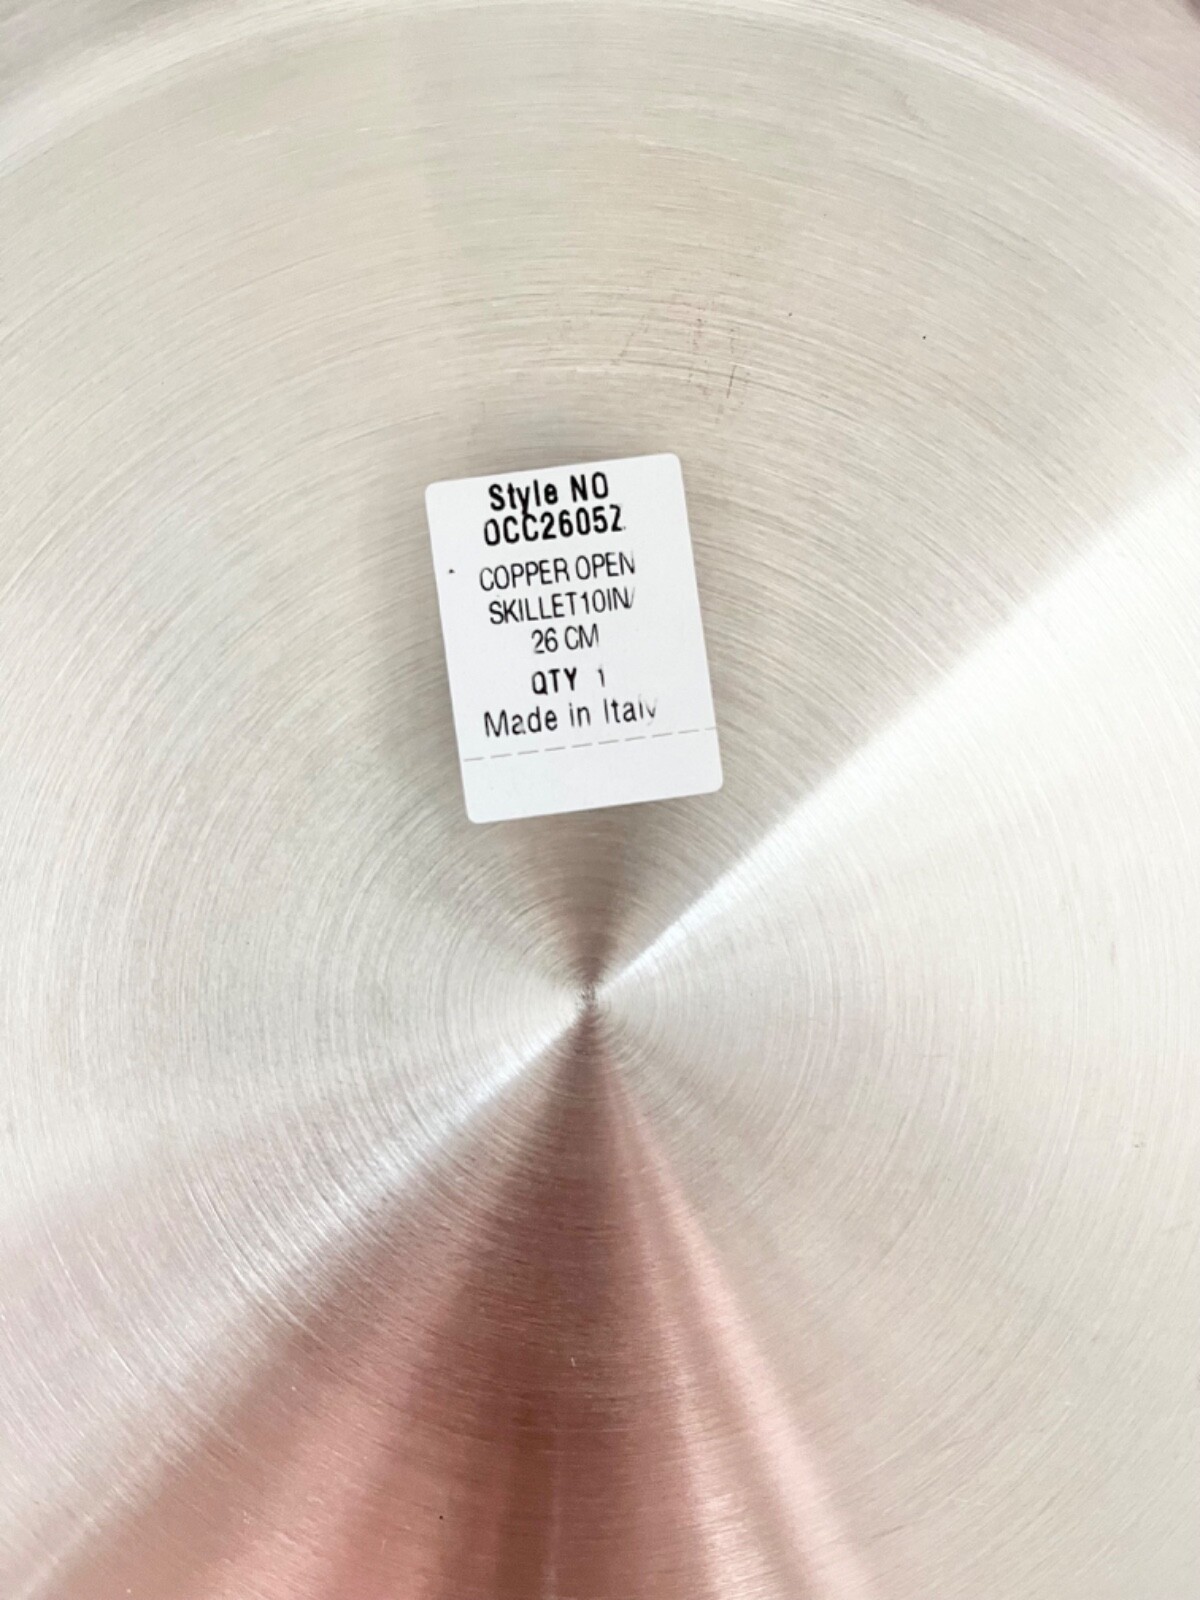 Style NO
OCC2605Z
COPPER OPEN
SKILLET10IN/
26 CM
QTY 1
Made in Italy